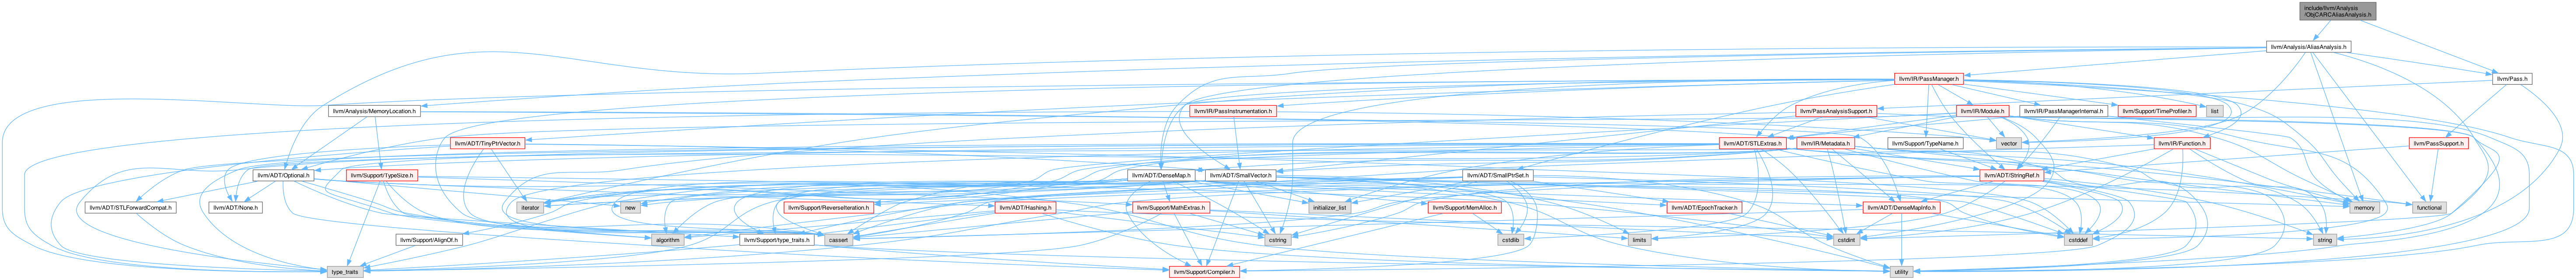 include/llvm/Analysis
/ObjCARCAliasAnalysis.h
llvm/Analysis/AliasAnalysis.h
llvm/IR/PassManager.h
llvm/Pass.h
llvm/Analysis/MemoryLocation.h
llvm/IR/PassInstrumentation.h
llvm/PassAnalysisSupport.h
llvm/IR/Module.h
llvm/IR/PassManagerInternal.h
llvm/Support/TimeProfiler.h
list
llvm/ADT/TinyPtrVector.h
llvm/ADT/STLExtras.h
llvm/IR/Metadata.h
llvm/Support/TypeName.h
vector
llvm/IR/Function.h
llvm/PassSupport.h
llvm/ADT/Optional.h
llvm/Support/TypeSize.h
llvm/ADT/DenseMap.h
llvm/ADT/SmallVector.h
llvm/ADT/SmallPtrSet.h
llvm/ADT/StringRef.h
llvm/ADT/STLForwardCompat.h
llvm/ADT/None.h
iterator
new
llvm/Support/ReverseIteration.h
llvm/ADT/Hashing.h
llvm/Support/MathExtras.h
initializer_list
llvm/Support/MemAlloc.h
llvm/ADT/EpochTracker.h
llvm/ADT/DenseMapInfo.h
memory
functional
llvm/Support/AlignOf.h
algorithm
llvm/Support/type_traits.h
cassert
cstring
cstdlib
limits
cstdint
cstddef
string
type_traits
llvm/Support/Compiler.h
utility